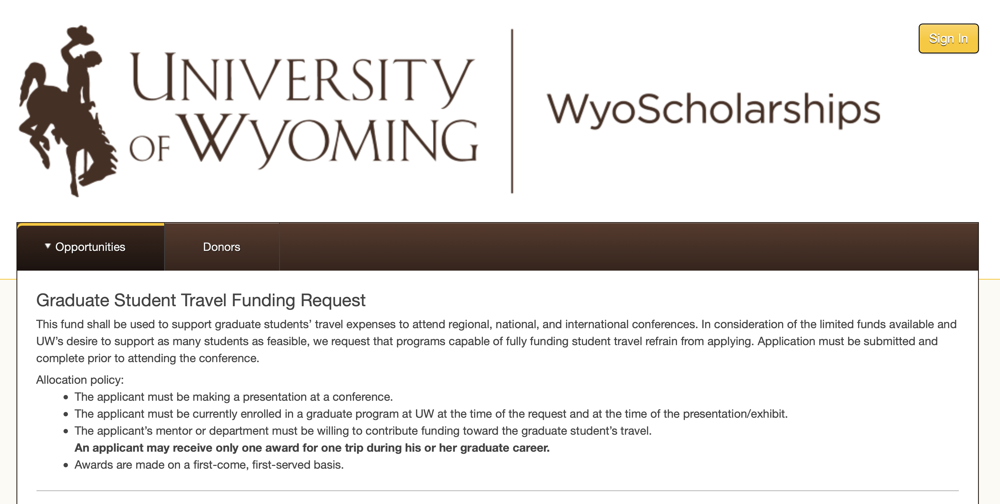 Sign In
UNIVERSITY
OF WYOMING
WyoScholarships
Opportunities
Donors
Graduate Student Travel Funding Request
This fund shall be used to support graduate students’ travel expenses to attend regional, national, and international conferences. In consideration of the limited funds available and
UW’s desire to support as many students as feasible, we request that programs capable of fully funding student travel refrain from applying. Application must be submitted and
complete prior to attending the conference.
Allocation policy:
• The applicant must be making a presentation at a conference.
• The applicant must be currently enrolled in a graduate program at UW at the time of the request and at the time of the presentation/exhibit.
• The applicant’s mentor or department must be willing to contribute funding toward the graduate student’s travel.
An applicant may receive only one award for one trip during his or her graduate career.
• Awards are made on a first-come, first-served basis.